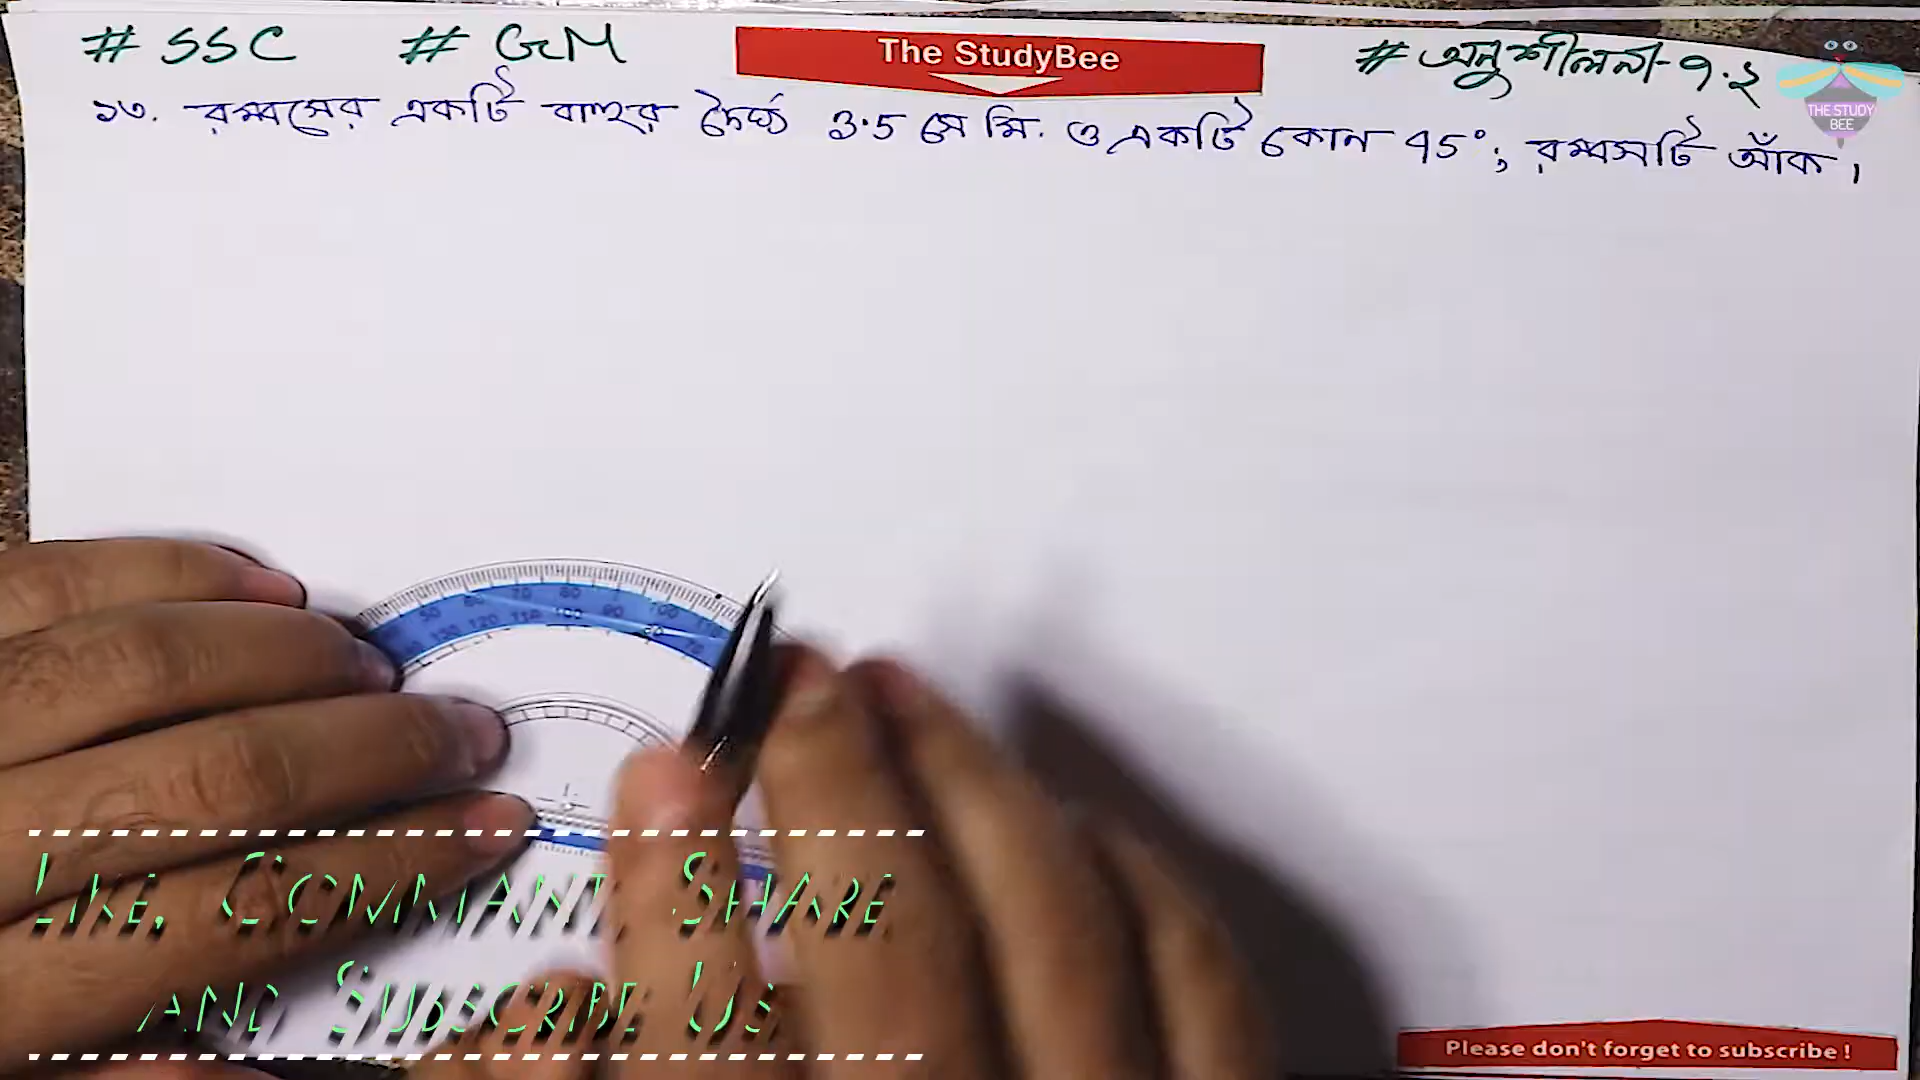 # SSC # GM The StudyBee # অনুশীলনী-৭.২
THE STUDY
BEE
১৩. রম্বসের একটি বাহুর দৈর্ঘ্য 3.5 সে মি. ও একটি কোন 45°; রম্বসটি আঁক।
LIKE, COMMANT, SHARE
AND SUBSCRIBE US
Please don't forget to subscribe !